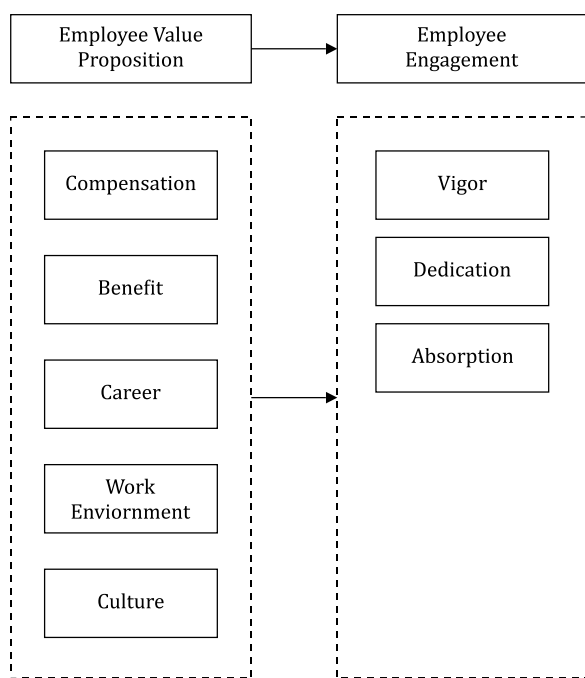 Employee Value
Proposition
Employee
Engagement
Compensation
Benefit
Career
Work
Enviornment
Culture
Vigor
Dedication
Absorption